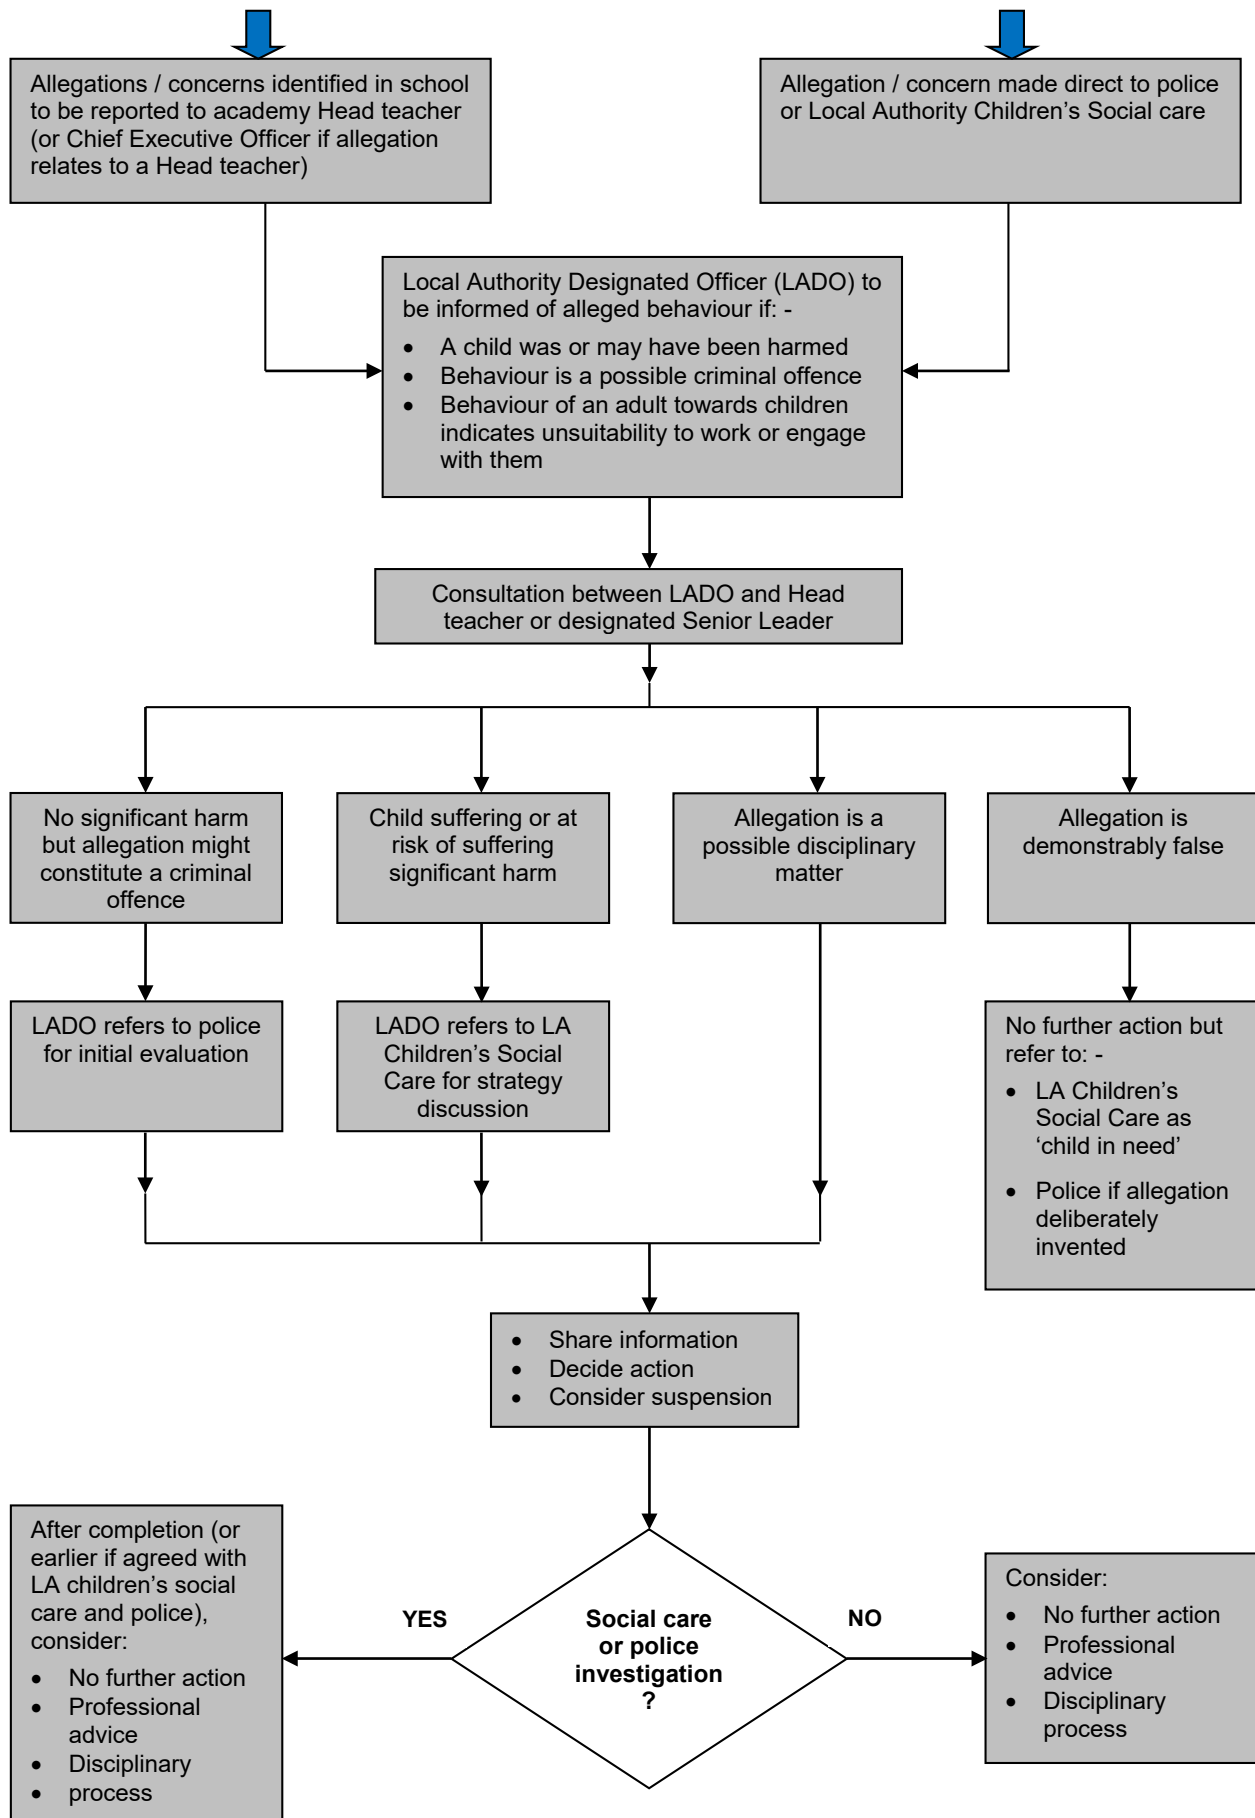 Allegations / concerns identified in school
to be reported to academy Head teacher
(or Chief Executive Officer if allegation
relates to a Head teacher)
Allegation / concern made direct to police
or Local Authority Children’s Social care
Local Authority Designated Officer (LADO) to
be informed of alleged behaviour if: -
• A child was or may have been harmed
• Behaviour is a possible criminal offence
• Behaviour of an adult towards children
indicates unsuitability to work or engage
with them
Consultation between LADO and Head
teacher or designated Senior Leader
No significant harm
but allegation might
constitute a criminal
offence
Child suffering or at
risk of suffering
significant harm
Allegation is a
possible disciplinary
matter
Allegation is
demonstrably false
LADO refers to police
for initial evaluation
LADO refers to LA
Children’s Social
Care for strategy
discussion
No further action but
refer to: -
• LA Children’s
Social Care as
‘child in need’
• Police if allegation
deliberately
invented
• Share information
• Decide action
• Consider suspension
After completion (or
earlier if agreed with
LA children’s social
care and police),
consider:
• No further action
• Professional
advice
• Disciplinary
• process
YES
Social care
or police
investigation
?
NO
Consider:
• No further action
• Professional
advice
• Disciplinary
process